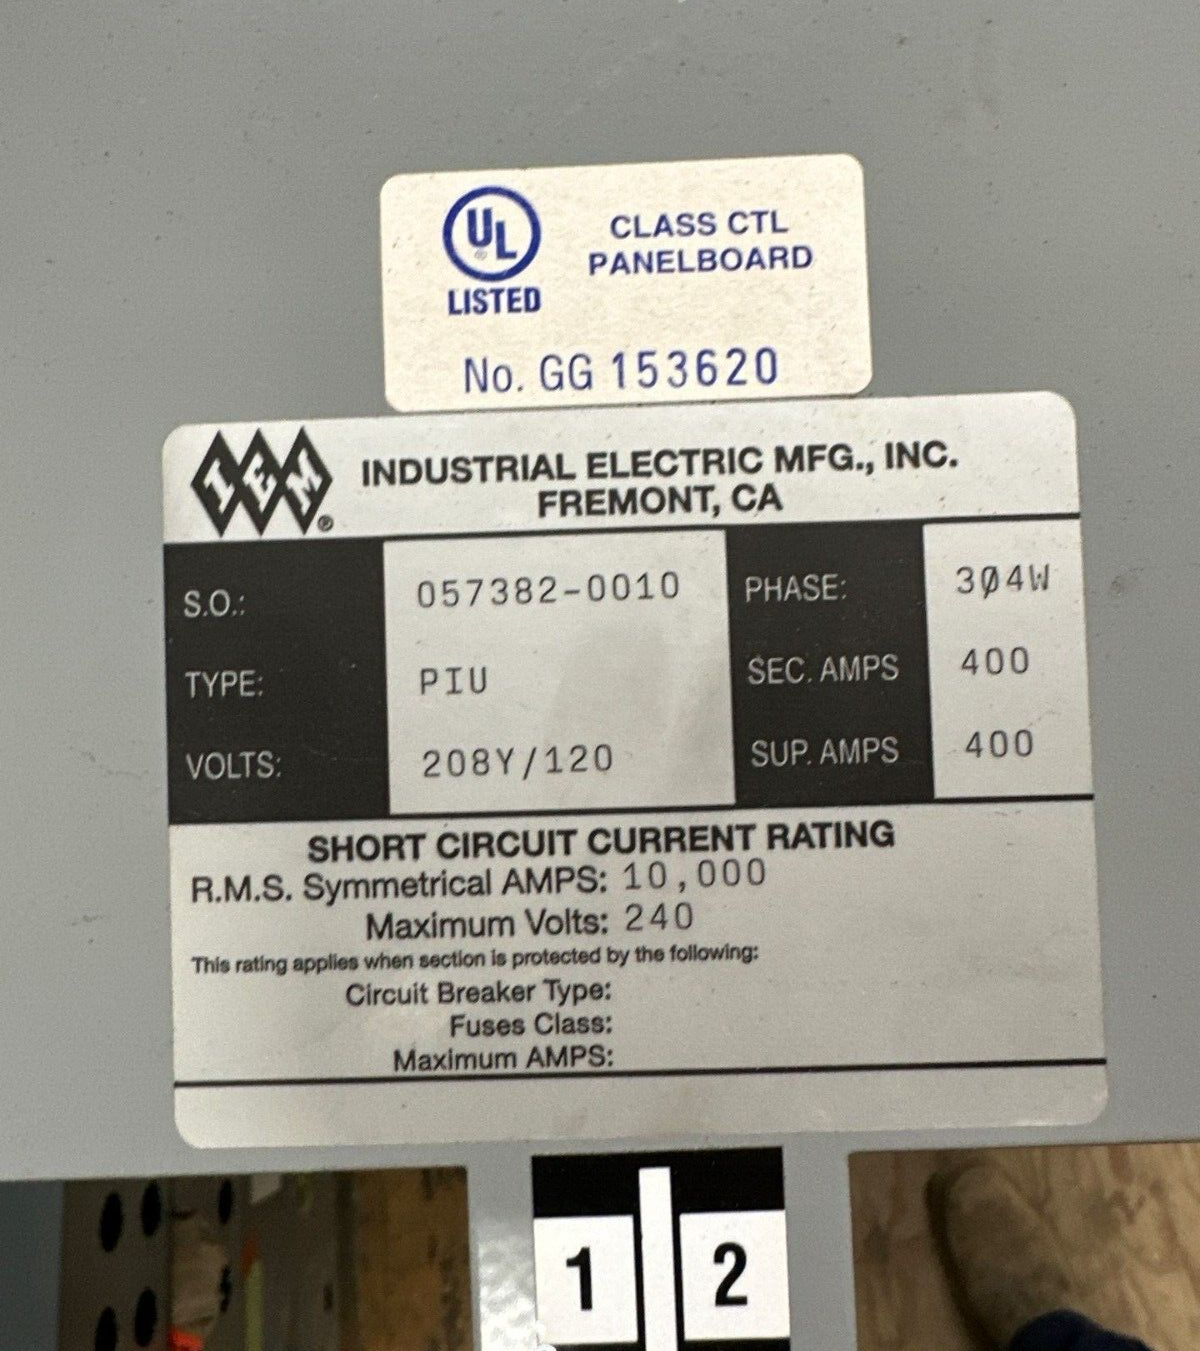 UL
LISTED
CLASS CTL
PANELBOARD
No. GG 153620
IEM®
INDUSTRIAL ELECTRIC MFG., INC.
FREMONT, CA
S.O.: 057382-0010 PHASE: 3Ø4W
TYPE: PIU SEC. AMPS 400
VOLTS: 208Y/120 SUP. AMPS 400
SHORT CIRCUIT CURRENT RATING
R.M.S. Symmetrical AMPS: 10,000
Maximum Volts: 240
This rating applies when section is protected by the following:
Circuit Breaker Type:
Fuses Class:
Maximum AMPS:
1 2